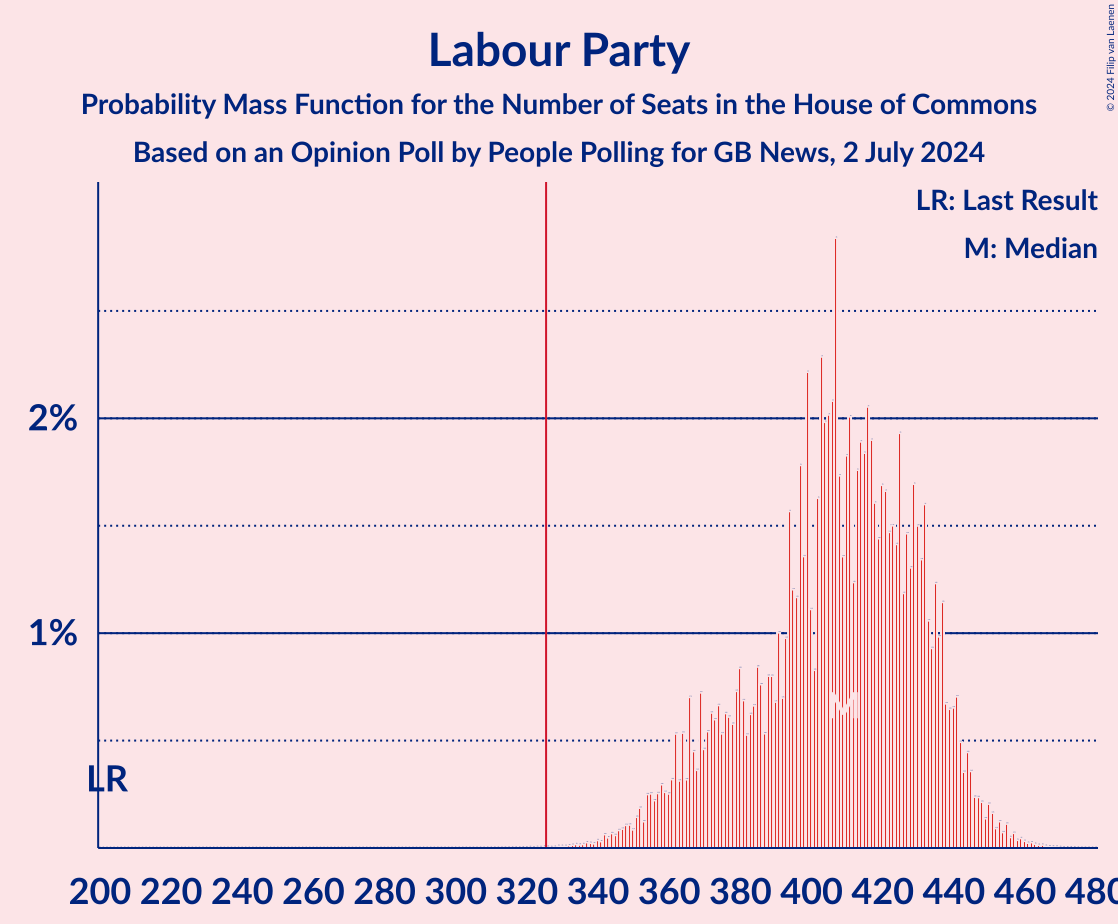 Labour Party
Probability Mass Function for the Number of Seats in the House of Commons
Based on an Opinion Poll by People Polling for GB News, 2 July 2024
© 2024 Filip van Laenen
LR: Last Result
M: Median
2%
1%
LR
M
200 220 240 260 280 300 320 340 360 380 400 420 440 460 480